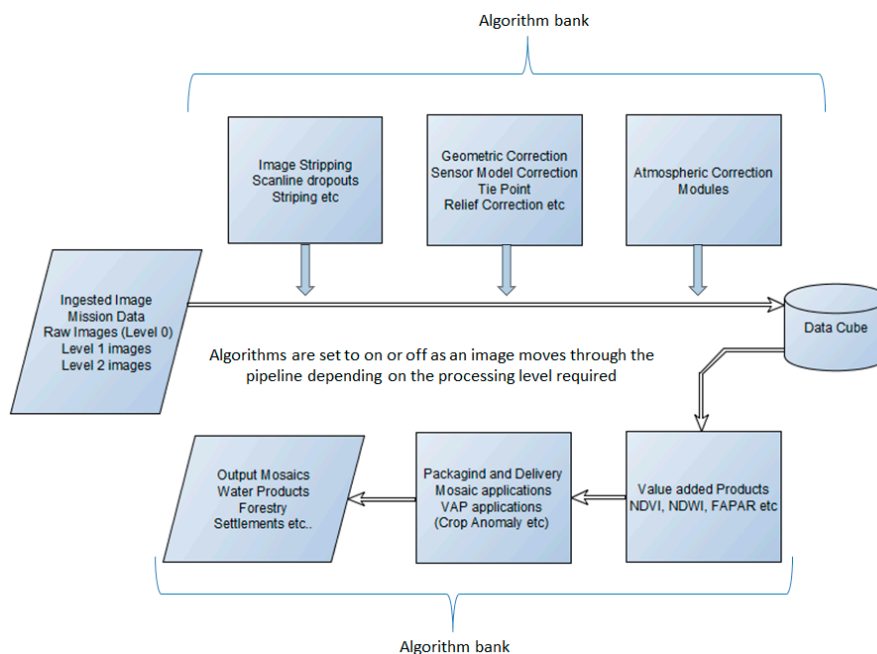 Algorithm bank
Image Stripping
Scanline dropouts
Striping etc
Geometric Correction
Sensor Model Correction
Tie Point
Relief Correction etc
Atmospheric Correction
Modules
Ingested Image
Mission Data
Raw Images (Level 0)
Level 1 images
Level 2 images
Data Cube
Algorithms are set to on or off as an image moves through the
pipeline depending on the processing level required
Output Mosaics
Water Products
Forestry
Settlements etc..
Packagind and Delivery
Mosaic applications
VAP applications
(Crop Anomaly etc)
Value added Products
NDVI, NDWI, FAPAR etc
Algorithm bank